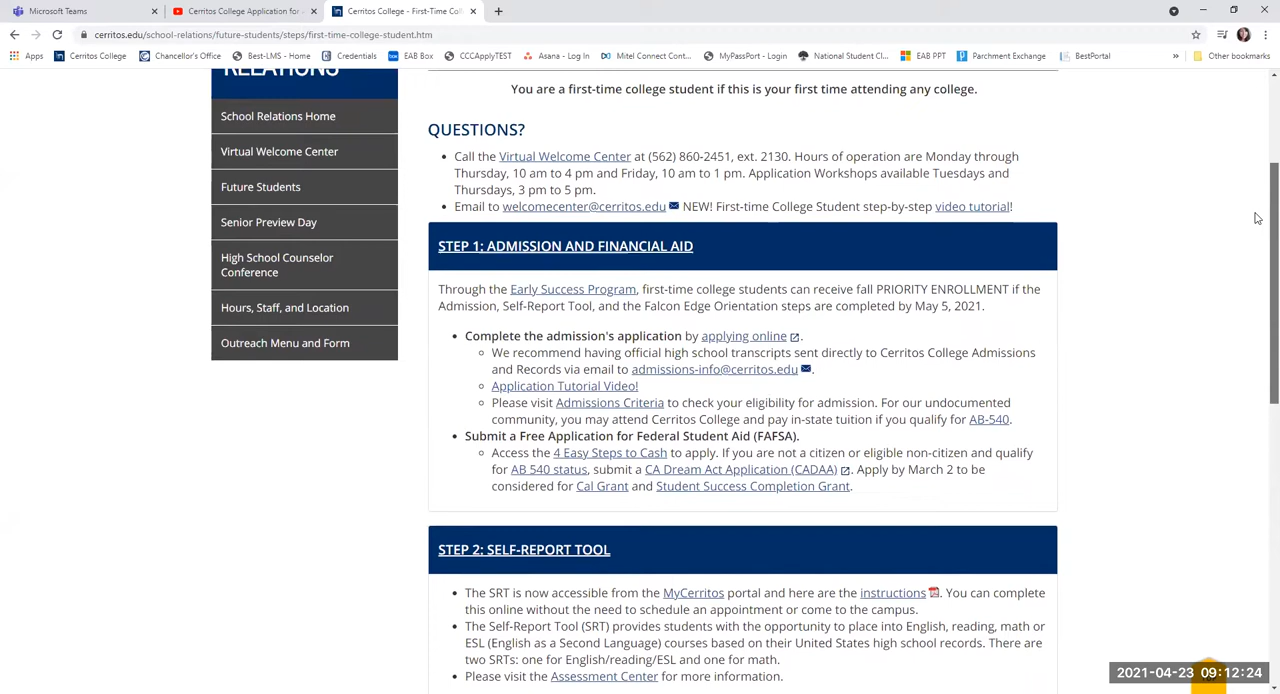 Microsoft Teams
Cerritos College Application for
Cerritos College - First-Time Coll
cerritos.edu/school-relations/future-students/steps/first-time-college-student.htm
Apps
Cerritos College
Chancellor's Office
Best-LMS - Home
Credentials
EAB Box
CCCApplyTEST
Asana - Log In
Mitel Connect Cont...
MyPassPort - Login
National Student Cl...
EAB PPT
Parchment Exchange
BestPortal
»
Other bookmarks
RELATIONS
School Relations Home
Virtual Welcome Center
Future Students
Senior Preview Day
High School Counselor
Conference
Hours, Staff, and Location
Outreach Menu and Form
You are a first-time college student if this is your first time attending any college.
QUESTIONS?
Call the Virtual Welcome Center at (562) 860-2451, ext. 2130. Hours of operation are Monday through
Thursday, 10 am to 4 pm and Friday, 10 am to 1 pm. Application Workshops available Tuesdays and
Thursdays, 3 pm to 5 pm.
Email to welcomecenter@cerritos.edu NEW! First-time College Student step-by-step video tutorial!
STEP 1: ADMISSION AND FINANCIAL AID
Through the Early Success Program, first-time college students can receive fall PRIORITY ENROLLMENT if the
Admission, Self-Report Tool, and the Falcon Edge Orientation steps are completed by May 5, 2021.
Complete the admission's application by applying online .
We recommend having official high school transcripts sent directly to Cerritos College Admissions
and Records via email to admissions-info@cerritos.edu .
Application Tutorial Video!
Please visit Admissions Criteria to check your eligibility for admission. For our undocumented
community, you may attend Cerritos College and pay in-state tuition if you qualify for AB-540.
Submit a Free Application for Federal Student Aid (FAFSA).
Access the 4 Easy Steps to Cash to apply. If you are not a citizen or eligible non-citizen and qualify
for AB 540 status, submit a CA Dream Act Application (CADAA) . Apply by March 2 to be
considered for Cal Grant and Student Success Completion Grant.
STEP 2: SELF-REPORT TOOL
The SRT is now accessible from the MyCerritos portal and here are the instructions . You can complete
this online without the need to schedule an appointment or come to the campus.
The Self-Report Tool (SRT) provides students with the opportunity to place into English, reading, math or
ESL (English as a Second Language) courses based on their United States high school records. There are
two SRTs: one for English/reading/ESL and one for math.
Please visit the Assessment Center for more information.
2021-04-23 09:12:24